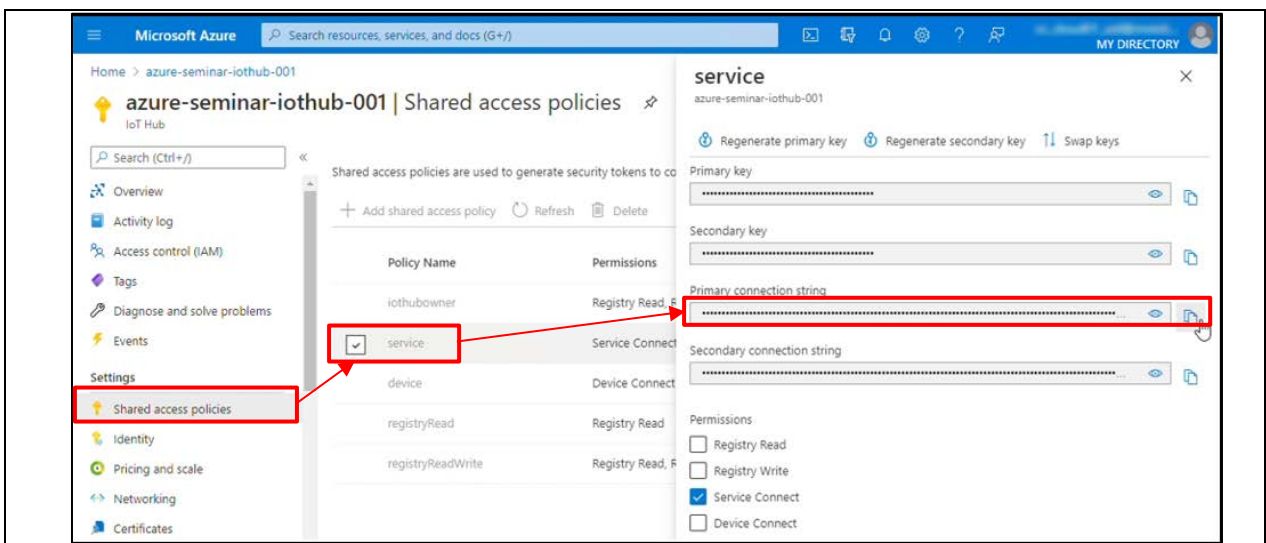 Microsoft Azure
Search resources, services, and docs (G+/)
MY DIRECTORY
Home > azure-seminar-iothub-001
azure-seminar-iothub-001 | Shared access policies
IoT Hub
Search (Ctrl+/)
«
Overview
Activity log
Access control (IAM)
Tags
Diagnose and solve problems
Events
Settings
Shared access policies
Identity
Pricing and scale
Networking
Certificates
Shared access policies are used to generate security tokens to co
Add shared access policy Refresh Delete
Policy Name Permissions
iothubowner Registry Read, R
service Service Connect
device Device Connect
registryRead Registry Read
registryReadWrite Registry Read, R
service
azure-seminar-iothub-001
Regenerate primary key Regenerate secondary key Swap keys
Primary key
Secondary key
Primary connection string
Secondary connection string
Permissions
Registry Read
Registry Write
Service Connect
Device Connect